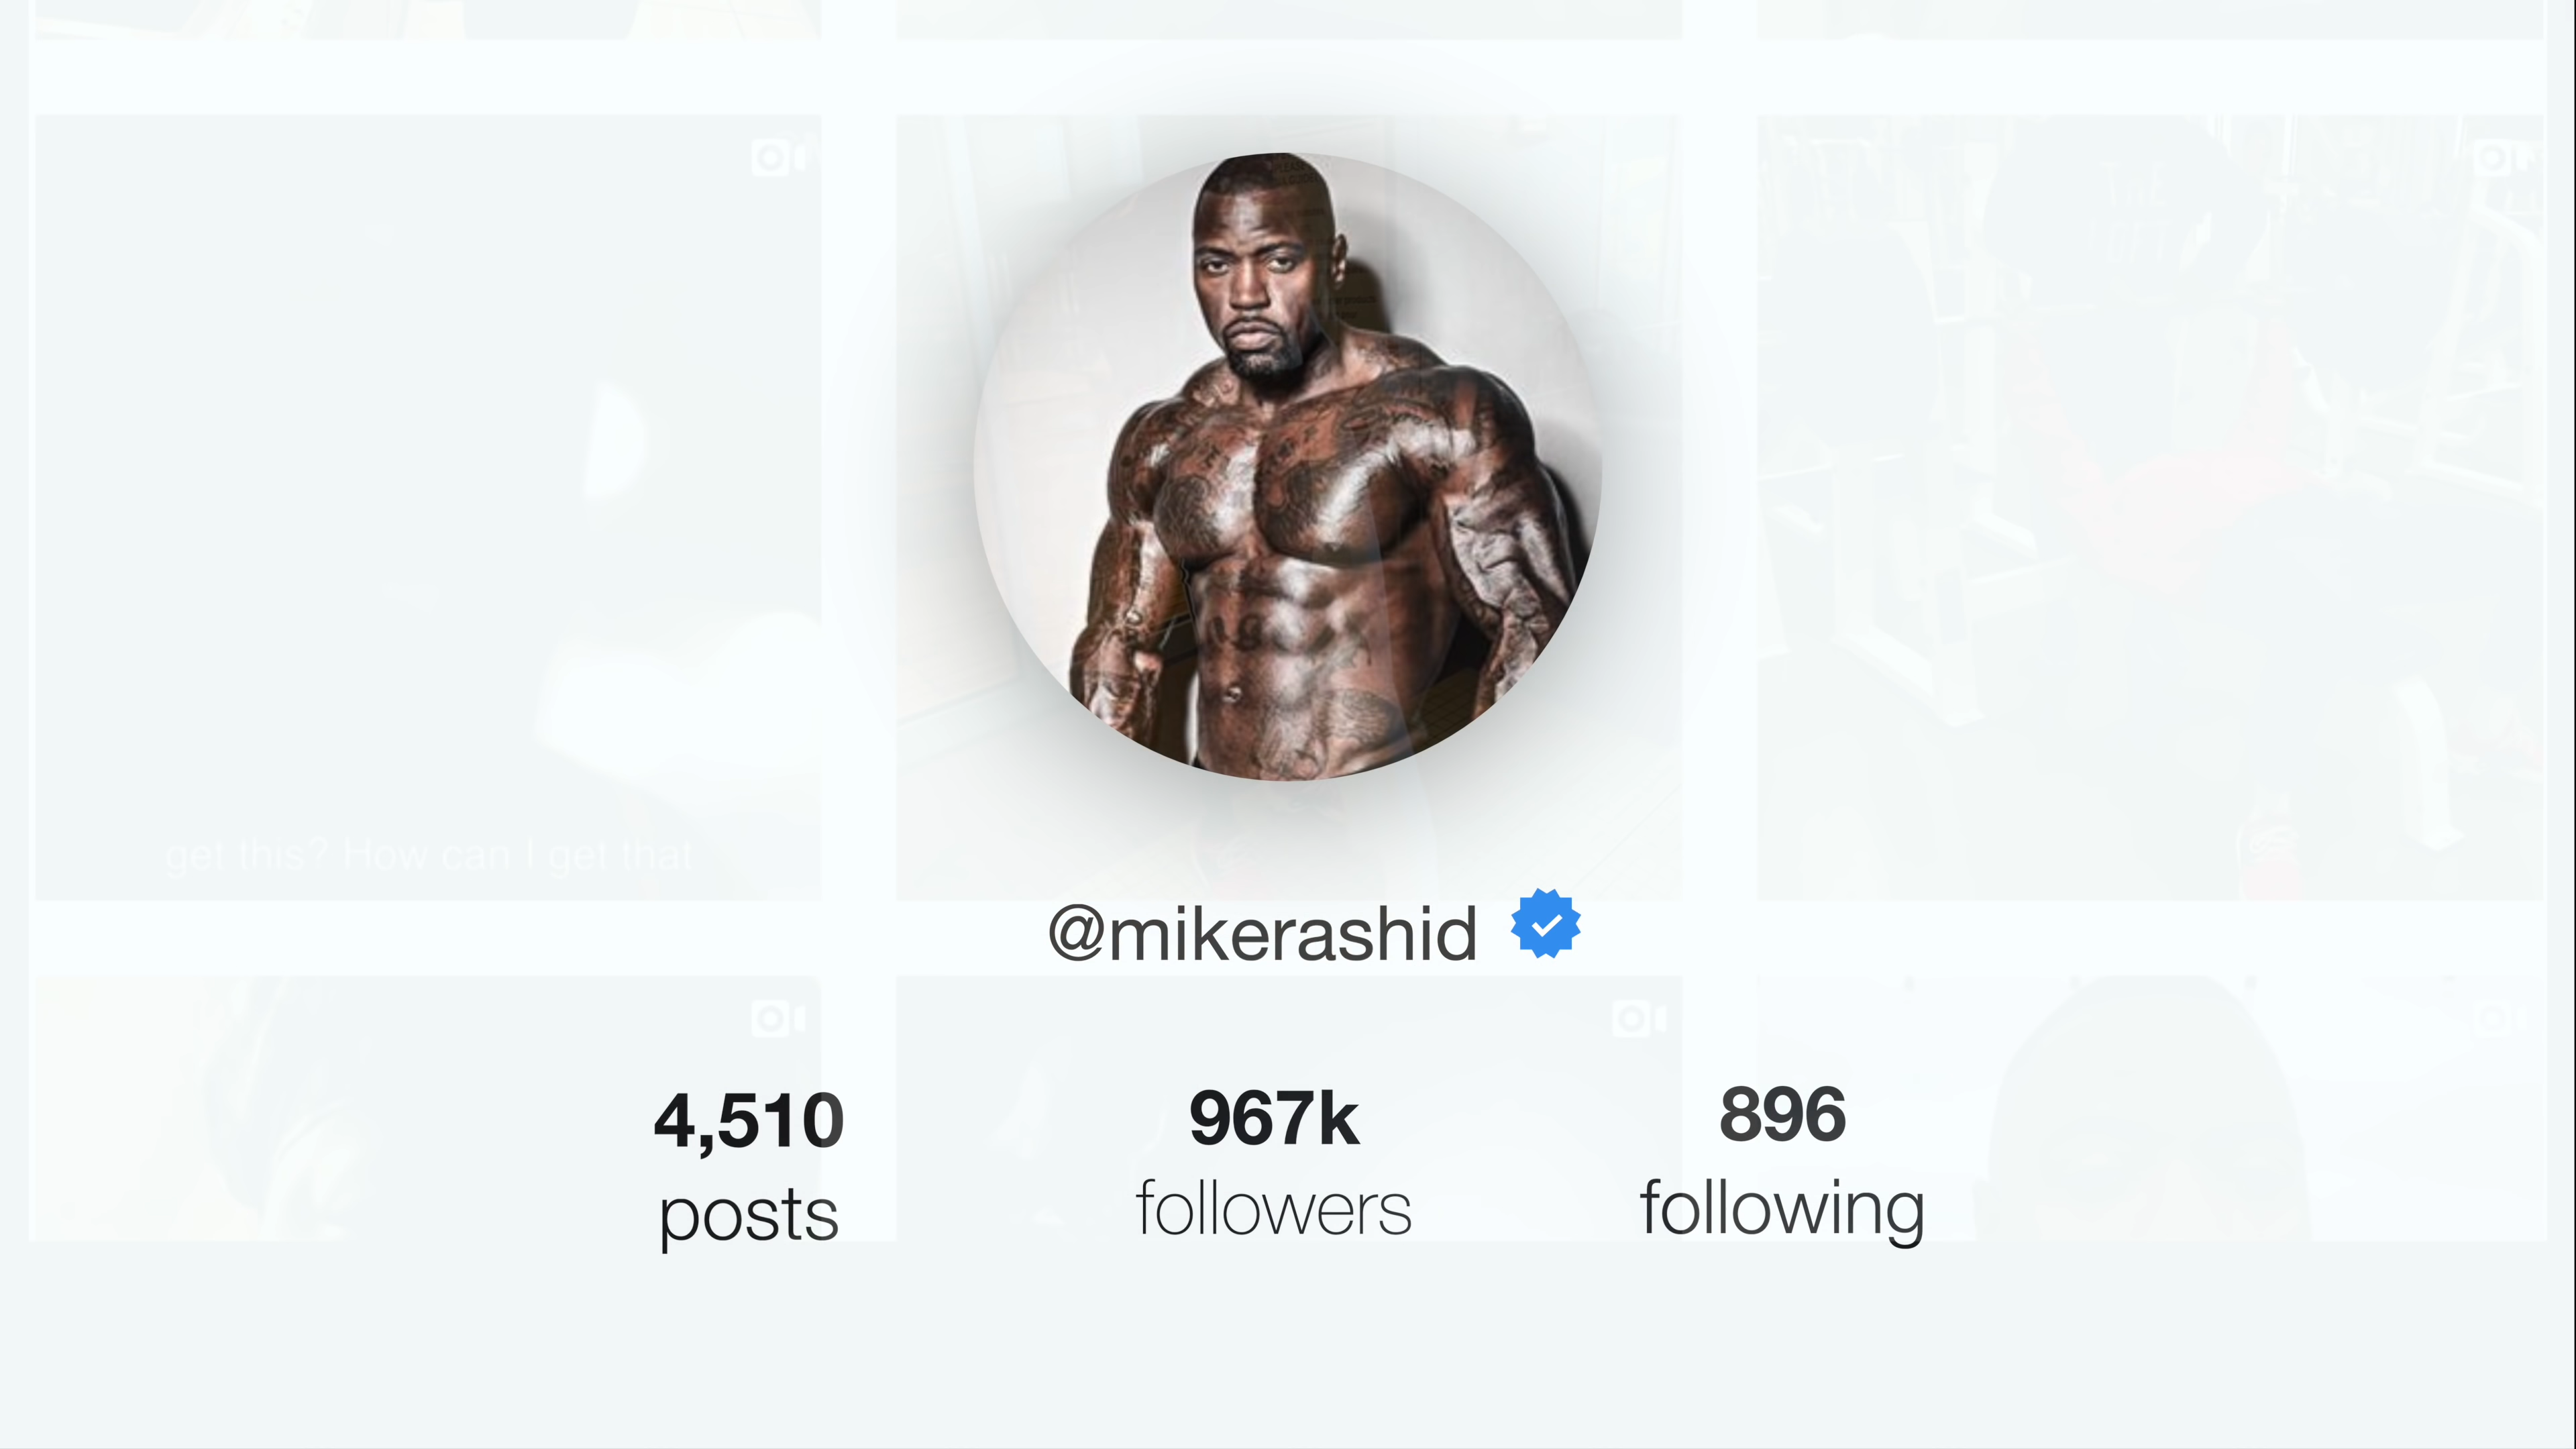 get this? How can I get that
@mikerashid
4,510
posts
967k
followers
896
following